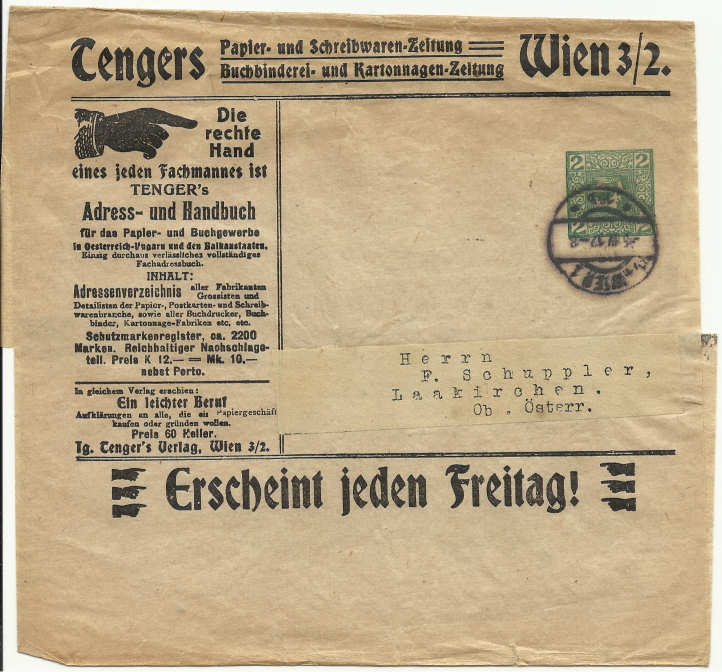 Tengers Papier- und Schreibwaren-Zeitung Wien 3/2.
Buchbinderei- und Kartonnagen-Zeitung
Die
rechte
Hand
eines jeden Fachmannes ist
TENGER's
Adress- und Handbuch
für das Papier- und Buchgewerbe
in Oesterreich-Ungarn und den Balkanstaaten.
Einzig durchaus verlässliches vollständiges
Fachadressbuch.
INHALT:
Adressenverzeichnis aller Fabrikanten
Grossisten und
Detailisten der Papier-, Postkarten- und Schreib-
warenbranche, sowie aller Buchdrucker, Buch-
binder, Kartonnage-Fabriken etc. etc.
Schutzmarkenregister, ca. 2200
Marken. Reichhaltiger Nachschlage-
teil. Preis K 12.— = Mk. 10.—
nebst Porto.
In gleichem Verlag erschien:
Ein leichter Beruf
Aufklärungen an alle, die ein Papiergeschäft
kaufen oder gründen wollen.
Preis 60 Heller.
Tg. Tenger's Verlag, Wien 3/2.
2 2
2 2
WIEN
Herrn
F. Schuppler,
Laakirchen.
Ob. Österr.
Erscheint jeden Freitag!